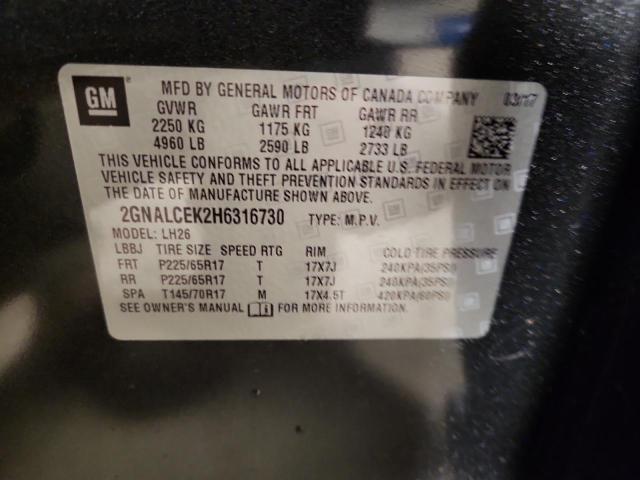 GM
MFD BY GENERAL MOTORS OF CANADA COMPANY 03/17
GVWR GAWR FRT GAWR RR
2250 KG 1175 KG 1240 KG
4960 LB 2590 LB 2733 LB
THIS VEHICLE CONFORMS TO ALL APPLICABLE U.S. FEDERAL MOTOR
VEHICLE SAFETY AND THEFT PREVENTION STANDARDS IN EFFECT ON
THE DATE OF MANUFACTURE SHOWN ABOVE.
2GNALCEK2H6316730 TYPE: M.P.V.
MODEL: LH26
LBBJ TIRE SIZE SPEED RTG RIM COLD TIRE PRESSURE
FRT P225/65R17 T 17X7J 240KPA(35PSI)
RR P225/65R17 T 17X7J 240KPA(35PSI)
SPA T145/70R17 M 17X4.5T 420KPA(60PSI)
SEE OWNER'S MANUAL FOR MORE INFORMATION.